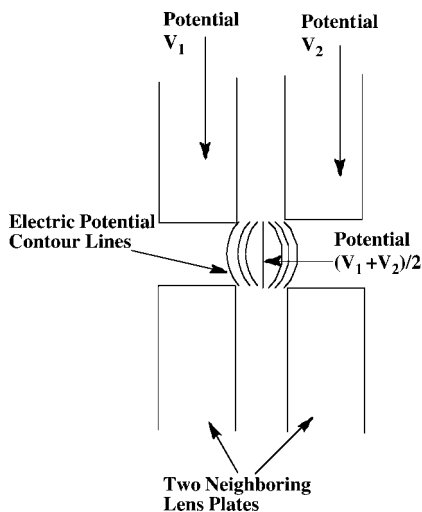 Potential
V1
Potential
V2
Electric Potential
Contour Lines
Potential
(V1+V2)/2
Two Neighboring
Lens Plates